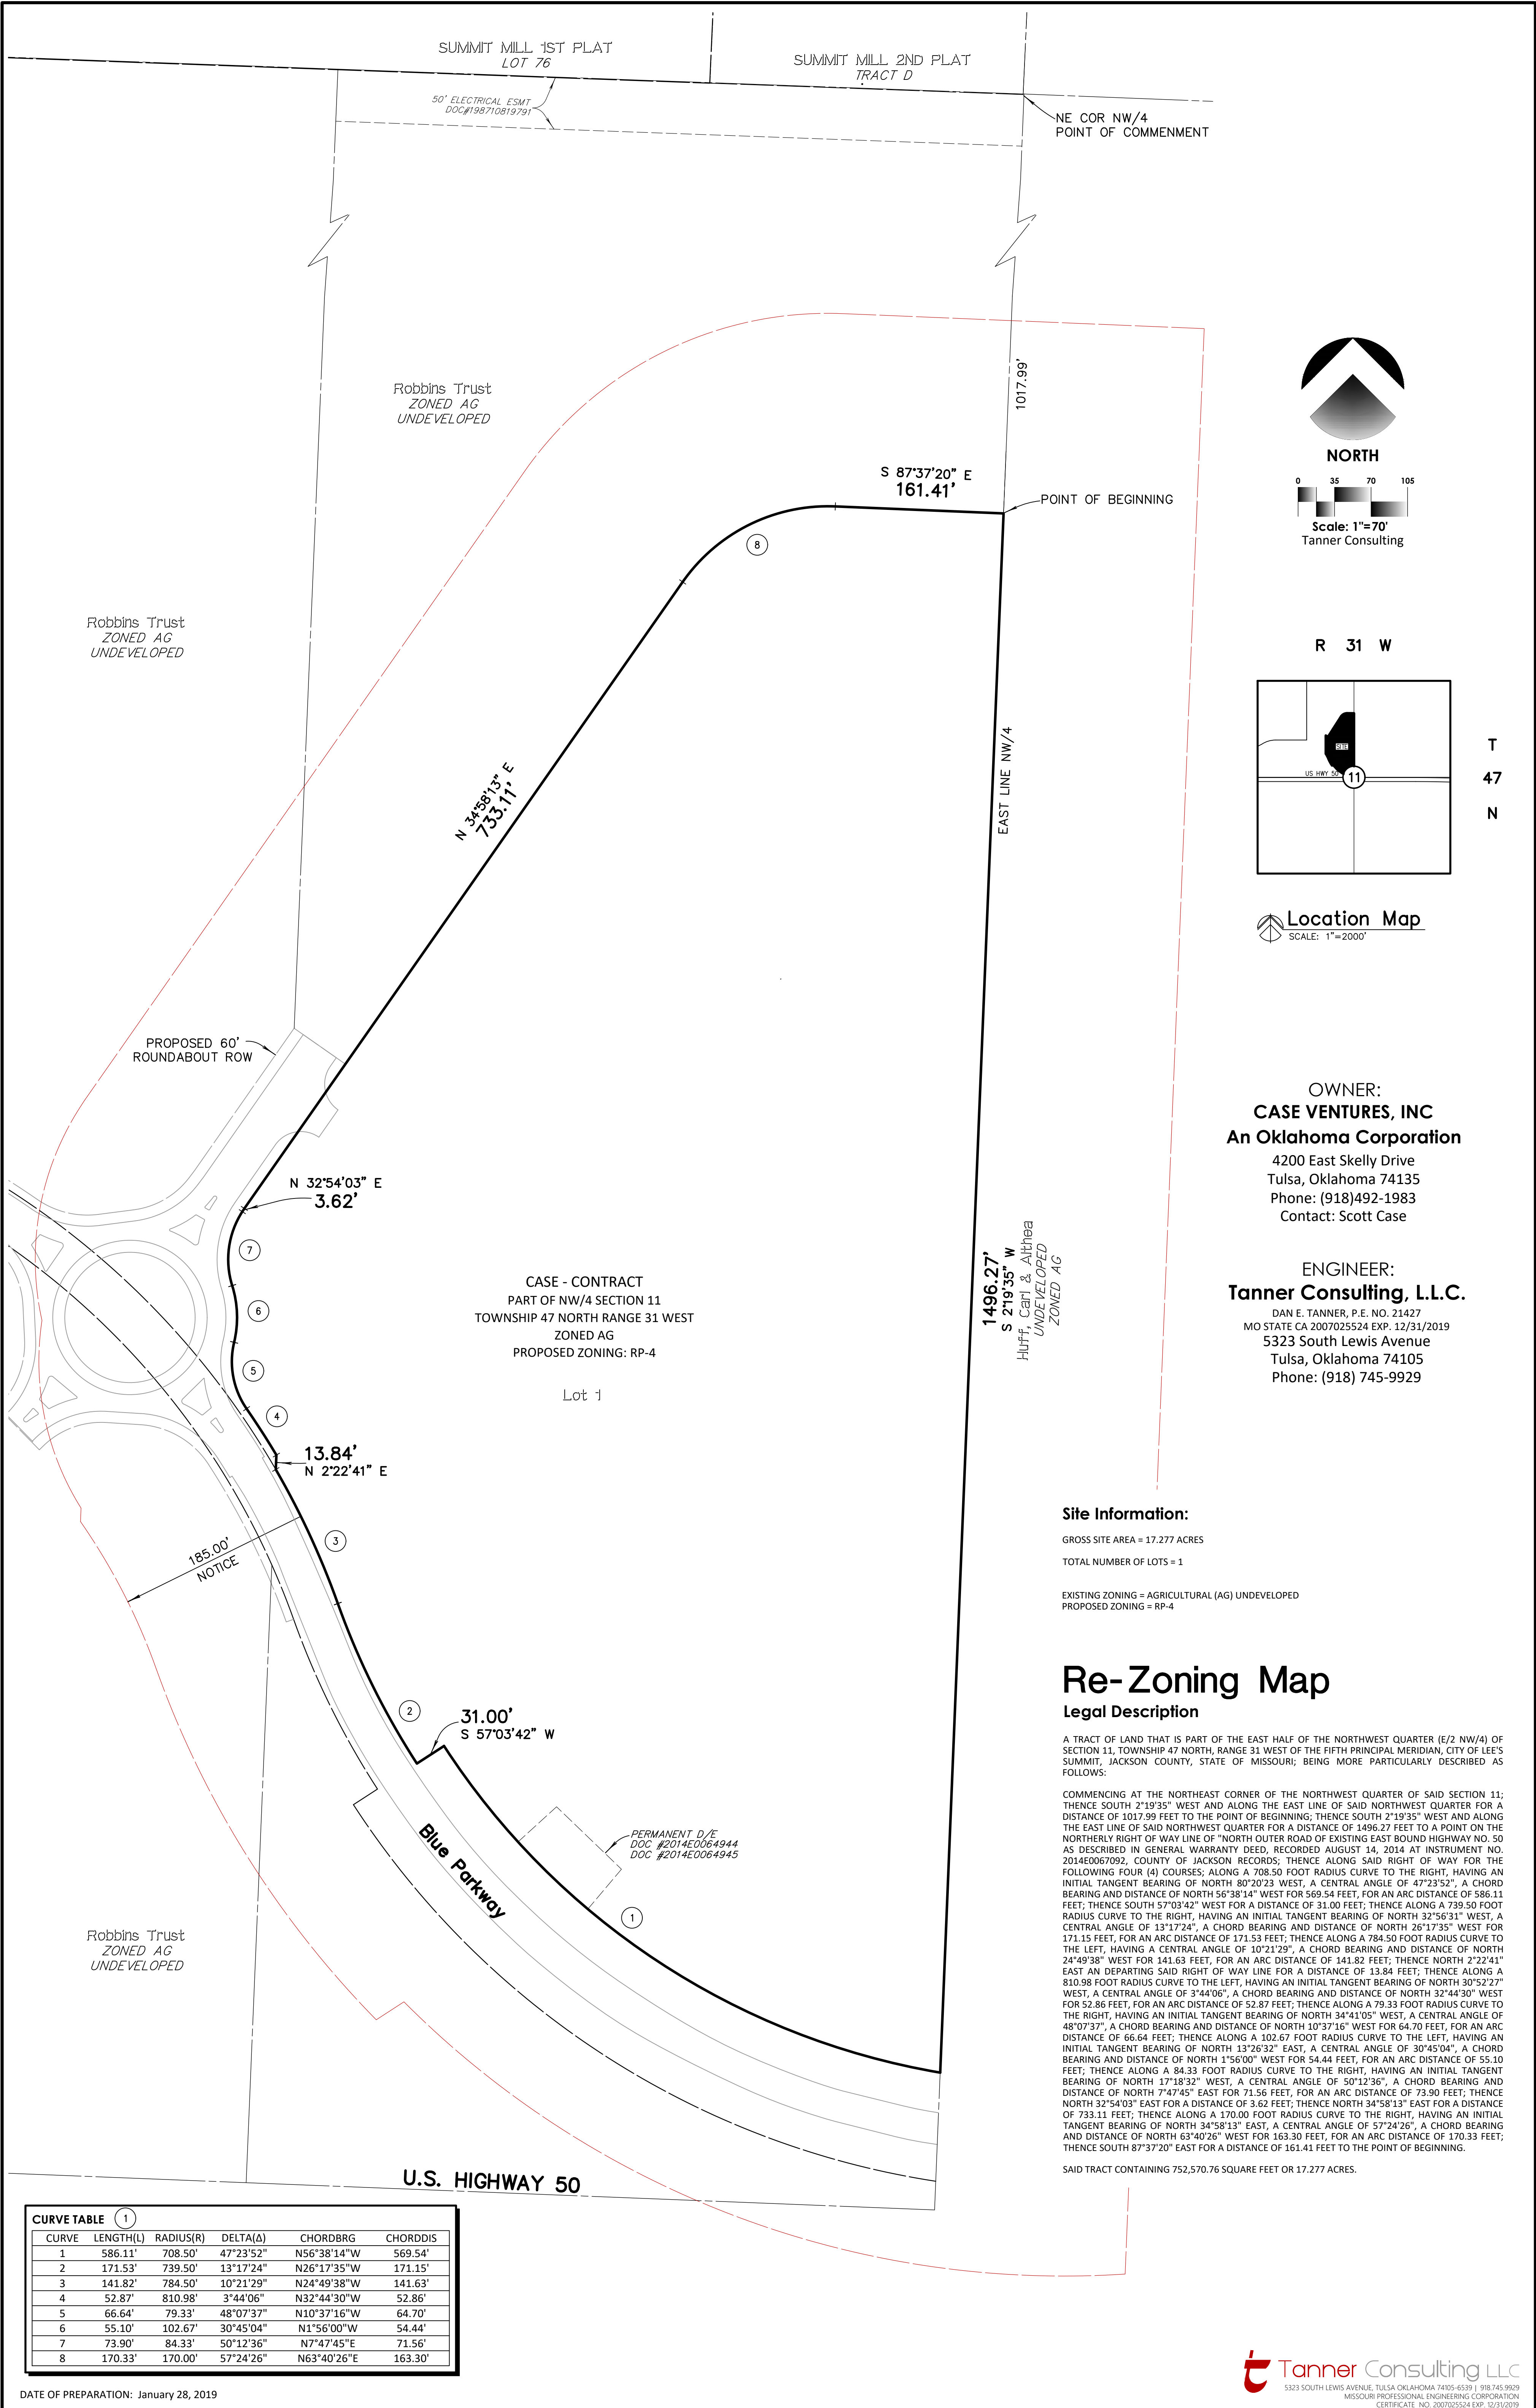 SUMMIT MILL 1ST PLAT
LOT 76
SUMMIT MILL 2ND PLAT
TRACT D
50' ELECTRICAL ESMT
DOC#198710819791
NE COR NW/4
POINT OF COMMENMENT
1017.99'
Robbins Trust
ZONED AG
UNDEVELOPED
S 87°37'20" E
161.41'
POINT OF BEGINNING
8
NORTH
0 35 70 105
Scale: 1"=70'
Tanner Consulting
Robbins Trust
ZONED AG
UNDEVELOPED
R 31 W
SITE
US HWY 50
11
T
47
N
Location Map
SCALE: 1"=2000'
N 34°58'13" E
733.11'
EAST LINE NW/4
PROPOSED 60'
ROUNDABOUT ROW
OWNER:
CASE VENTURES, INC
An Oklahoma Corporation
4200 East Skelly Drive
Tulsa, Oklahoma 74135
Phone: (918)492-1983
Contact: Scott Case
N 32°54'03" E
3.62'
7
6
5
4
CASE - CONTRACT
PART OF NW/4 SECTION 11
TOWNSHIP 47 NORTH RANGE 31 WEST
ZONED AG
PROPOSED ZONING: RP-4
Lot 1
1496.27'
S 2°19'35" W
Huff, Carl & Althea
UNDEVELOPED
ZONED AG
ENGINEER:
Tanner Consulting, L.L.C.
DAN E. TANNER, P.E. NO. 21427
MO STATE CA 2007025524 EXP. 12/31/2019
5323 South Lewis Avenue
Tulsa, Oklahoma 74105
Phone: (918) 745-9929
13.84'
N 2°22'41" E
3
185.00'
NOTICE
Site Information:
GROSS SITE AREA = 17.277 ACRES
TOTAL NUMBER OF LOTS = 1
EXISTING ZONING = AGRICULTURAL (AG) UNDEVELOPED
PROPOSED ZONING = RP-4
2
31.00'
S 57°03'42" W
PERMANENT D/E
DOC #2014E0064944
DOC #2014E0064945
Blue Parkway
1
Robbins Trust
ZONED AG
UNDEVELOPED
U.S. HIGHWAY 50
Re-Zoning Map
Legal Description
A TRACT OF LAND THAT IS PART OF THE EAST HALF OF THE NORTHWEST QUARTER (E/2 NW/4) OF
SECTION 11, TOWNSHIP 47 NORTH, RANGE 31 WEST OF THE FIFTH PRINCIPAL MERIDIAN, CITY OF LEE'S
SUMMIT, JACKSON COUNTY, STATE OF MISSOURI; BEING MORE PARTICULARLY DESCRIBED AS
FOLLOWS:
COMMENCING AT THE NORTHEAST CORNER OF THE NORTHWEST QUARTER OF SAID SECTION 11;
THENCE SOUTH 2°19'35" WEST AND ALONG THE EAST LINE OF SAID NORTHWEST QUARTER FOR A
DISTANCE OF 1017.99 FEET TO THE POINT OF BEGINNING; THENCE SOUTH 2°19'35" WEST AND ALONG
THE EAST LINE OF SAID NORTHWEST QUARTER FOR A DISTANCE OF 1496.27 FEET TO A POINT ON THE
NORTHERLY RIGHT OF WAY LINE OF "NORTH OUTER ROAD OF EXISTING EAST BOUND HIGHWAY NO. 50
AS DESCRIBED IN GENERAL WARRANTY DEED, RECORDED AUGUST 14, 2014 AT INSTRUMENT NO.
2014E0067092, COUNTY OF JACKSON RECORDS; THENCE ALONG SAID RIGHT OF WAY FOR THE
FOLLOWING FOUR (4) COURSES; ALONG A 708.50 FOOT RADIUS CURVE TO THE RIGHT, HAVING AN
INITIAL TANGENT BEARING OF NORTH 80°20'23 WEST, A CENTRAL ANGLE OF 47°23'52", A CHORD
BEARING AND DISTANCE OF NORTH 56°38'14" WEST FOR 569.54 FEET, FOR AN ARC DISTANCE OF 586.11
FEET; THENCE SOUTH 57°03'42" WEST FOR A DISTANCE OF 31.00 FEET; THENCE ALONG A 739.50 FOOT
RADIUS CURVE TO THE RIGHT, HAVING AN INITIAL TANGENT BEARING OF NORTH 32°56'31" WEST, A
CENTRAL ANGLE OF 13°17'24", A CHORD BEARING AND DISTANCE OF NORTH 26°17'35" WEST FOR
171.15 FEET, FOR AN ARC DISTANCE OF 171.53 FEET; THENCE ALONG A 784.50 FOOT RADIUS CURVE TO
THE LEFT, HAVING A CENTRAL ANGLE OF 10°21'29", A CHORD BEARING AND DISTANCE OF NORTH
24°49'38" WEST FOR 141.63 FEET, FOR AN ARC DISTANCE OF 141.82 FEET; THENCE NORTH 2°22'41"
EAST AN DEPARTING SAID RIGHT OF WAY LINE FOR A DISTANCE OF 13.84 FEET; THENCE ALONG A
810.98 FOOT RADIUS CURVE TO THE LEFT, HAVING AN INITIAL TANGENT BEARING OF NORTH 30°52'27"
WEST, A CENTRAL ANGLE OF 3°44'06", A CHORD BEARING AND DISTANCE OF NORTH 32°44'30" WEST
FOR 52.86 FEET, FOR AN ARC DISTANCE OF 52.87 FEET; THENCE ALONG A 79.33 FOOT RADIUS CURVE TO
THE RIGHT, HAVING AN INITIAL TANGENT BEARING OF NORTH 34°41'05" WEST, A CENTRAL ANGLE OF
48°07'37", A CHORD BEARING AND DISTANCE OF NORTH 10°37'16" WEST FOR 64.70 FEET, FOR AN ARC
DISTANCE OF 66.64 FEET; THENCE ALONG A 102.67 FOOT RADIUS CURVE TO THE LEFT, HAVING AN
INITIAL TANGENT BEARING OF NORTH 13°26'32" EAST, A CENTRAL ANGLE OF 30°45'04", A CHORD
BEARING AND DISTANCE OF NORTH 1°56'00" WEST FOR 54.44 FEET, FOR AN ARC DISTANCE OF 55.10
FEET; THENCE ALONG A 84.33 FOOT RADIUS CURVE TO THE RIGHT, HAVING AN INITIAL TANGENT
BEARING OF NORTH 17°18'32" WEST, A CENTRAL ANGLE OF 50°12'36", A CHORD BEARING AND
DISTANCE OF NORTH 7°47'45" EAST FOR 71.56 FEET, FOR AN ARC DISTANCE OF 73.90 FEET; THENCE
NORTH 32°54'03" EAST FOR A DISTANCE OF 3.62 FEET; THENCE NORTH 34°58'13" EAST FOR A DISTANCE
OF 733.11 FEET; THENCE ALONG A 170.00 FOOT RADIUS CURVE TO THE RIGHT, HAVING AN INITIAL
TANGENT BEARING OF NORTH 34°58'13" EAST, A CENTRAL ANGLE OF 57°24'26", A CHORD BEARING
AND DISTANCE OF NORTH 63°40'26" WEST FOR 163.30 FEET, FOR AN ARC DISTANCE OF 170.33 FEET;
THENCE SOUTH 87°37'20" EAST FOR A DISTANCE OF 161.41 FEET TO THE POINT OF BEGINNING.
SAID TRACT CONTAINING 752,570.76 SQUARE FEET OR 17.277 ACRES.
CURVE TABLE 1
CURVE LENGTH(L) RADIUS(R) DELTA(Δ) CHORDBRG CHORDDIS
1 586.11' 708.50' 47°23'52" N56°38'14"W 569.54'
2 171.53' 739.50' 13°17'24" N26°17'35"W 171.15'
3 141.82' 784.50' 10°21'29" N24°49'38"W 141.63'
4 52.87' 810.98' 3°44'06" N32°44'30"W 52.86'
5 66.64' 79.33' 48°07'37" N10°37'16"W 64.70'
6 55.10' 102.67' 30°45'04" N1°56'00"W 54.44'
7 73.90' 84.33' 50°12'36" N7°47'45"E 71.56'
8 170.33' 170.00' 57°24'26" N63°40'26"E 163.30'
DATE OF PREPARATION: January 28, 2019
Tanner Consulting LLC
5323 SOUTH LEWIS AVENUE, TULSA OKLAHOMA 74105-6539 | 918.745.9929
MISSOURI PROFESSIONAL ENGINEERING CORPORATION
CERTIFICATE NO. 2007025524 EXP. 12/31/2019